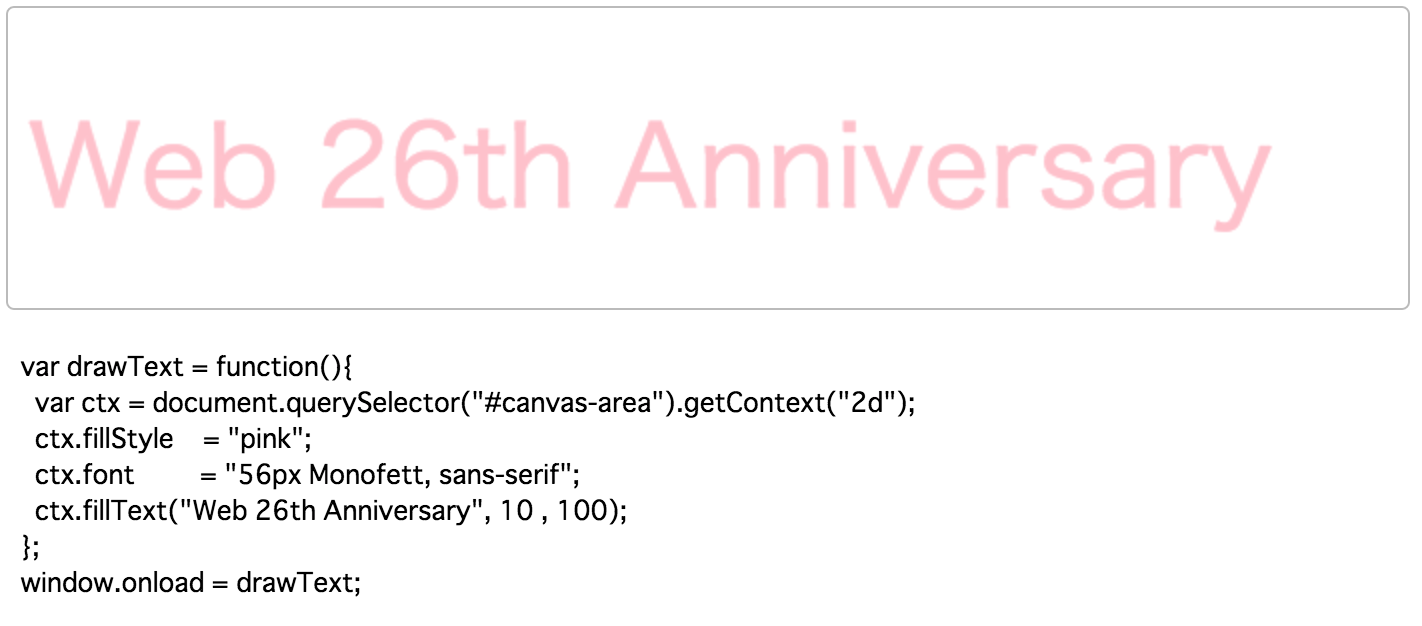 Web 26th Anniversary
var drawText = function(){
  var ctx = document.querySelector("#canvas-area").getContext("2d");
  ctx.fillStyle    = "pink";
  ctx.font         = "56px Monofett, sans-serif";
  ctx.fillText("Web 26th Anniversary", 10 , 100);
};
window.onload = drawText;